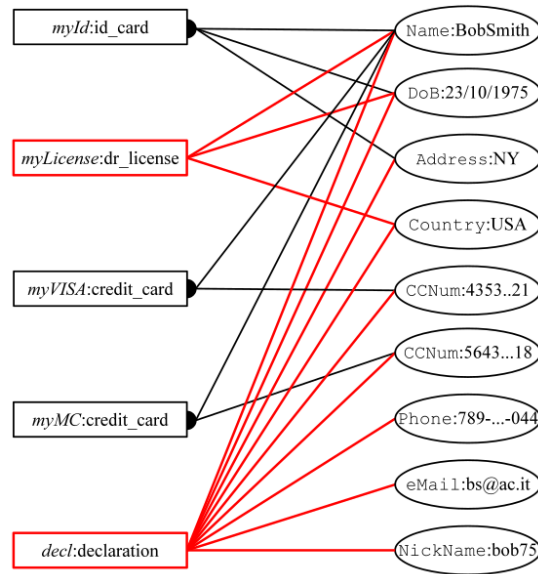 myId:id_card
Name:BobSmith
DoB:23/10/1975
myLicense:dr_license
Address:NY
Country:USA
myVISA:credit_card
CCNum:4353..21
CCNum:5643...18
myMC:credit_card
Phone:789-...-044
eMail:bs@ac.it
decl:declaration
NickName:bob75